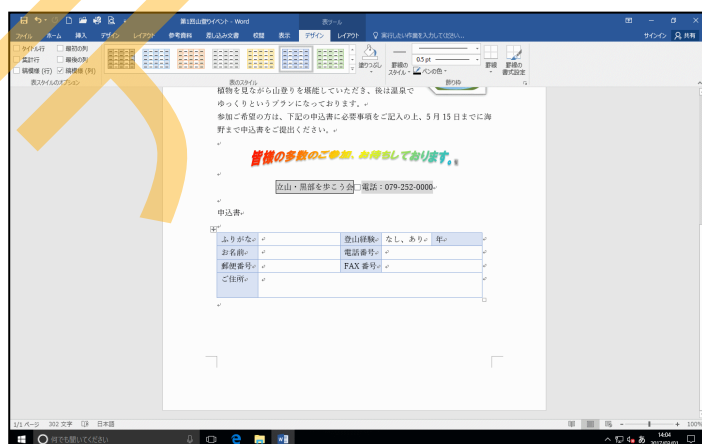 第1回山登りイベント - Word
表ツール
ファイル ホーム 挿入 デザイン レイアウト 参考資料 差し込み文書 校閲 表示 デザイン レイアウト 実行したい作業を入力してください... サインイン 共有
タイトル行 最初の列
集計行 最後の列
縞模様 (行) 縞模様 (列)
塗りつぶし 罫線のスタイル 0.5 pt ペンの色 罫線 罫線の書式設定
表スタイルのオプション 表のスタイル 飾り枠
植物を見ながら山登りを堪能していただき、後は温泉で
ゆっくりというプランになっております。
参加ご希望の方は、下記の申込書に必要事項をご記入の上、5 月 15 日までに海
野まで申込書をご提出ください。
皆様の多数のご参加、お待ちしております。
立山・黒部を歩こう会 電話：079-252-0000
申込書
ふりがな 登山経験 なし、あり 年
お名前 電話番号
郵便番号 FAX 番号
ご住所
1/1 ページ 302 文字 日本語 100%
何でも聞いてください あ 14:04
2017/03/01